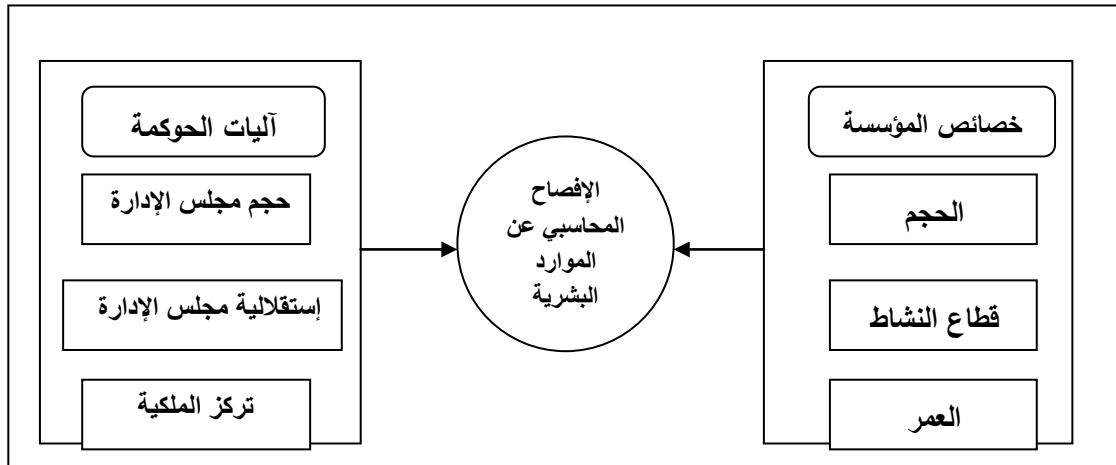 خصائص المؤسسة
الحجم
قطاع النشاط
العمر
الإفصاح
المحاسبي عن
الموارد
البشرية
آليات الحوكمة
حجم مجلس الإدارة
إستقلالية مجلس الإدارة
تركز الملكية